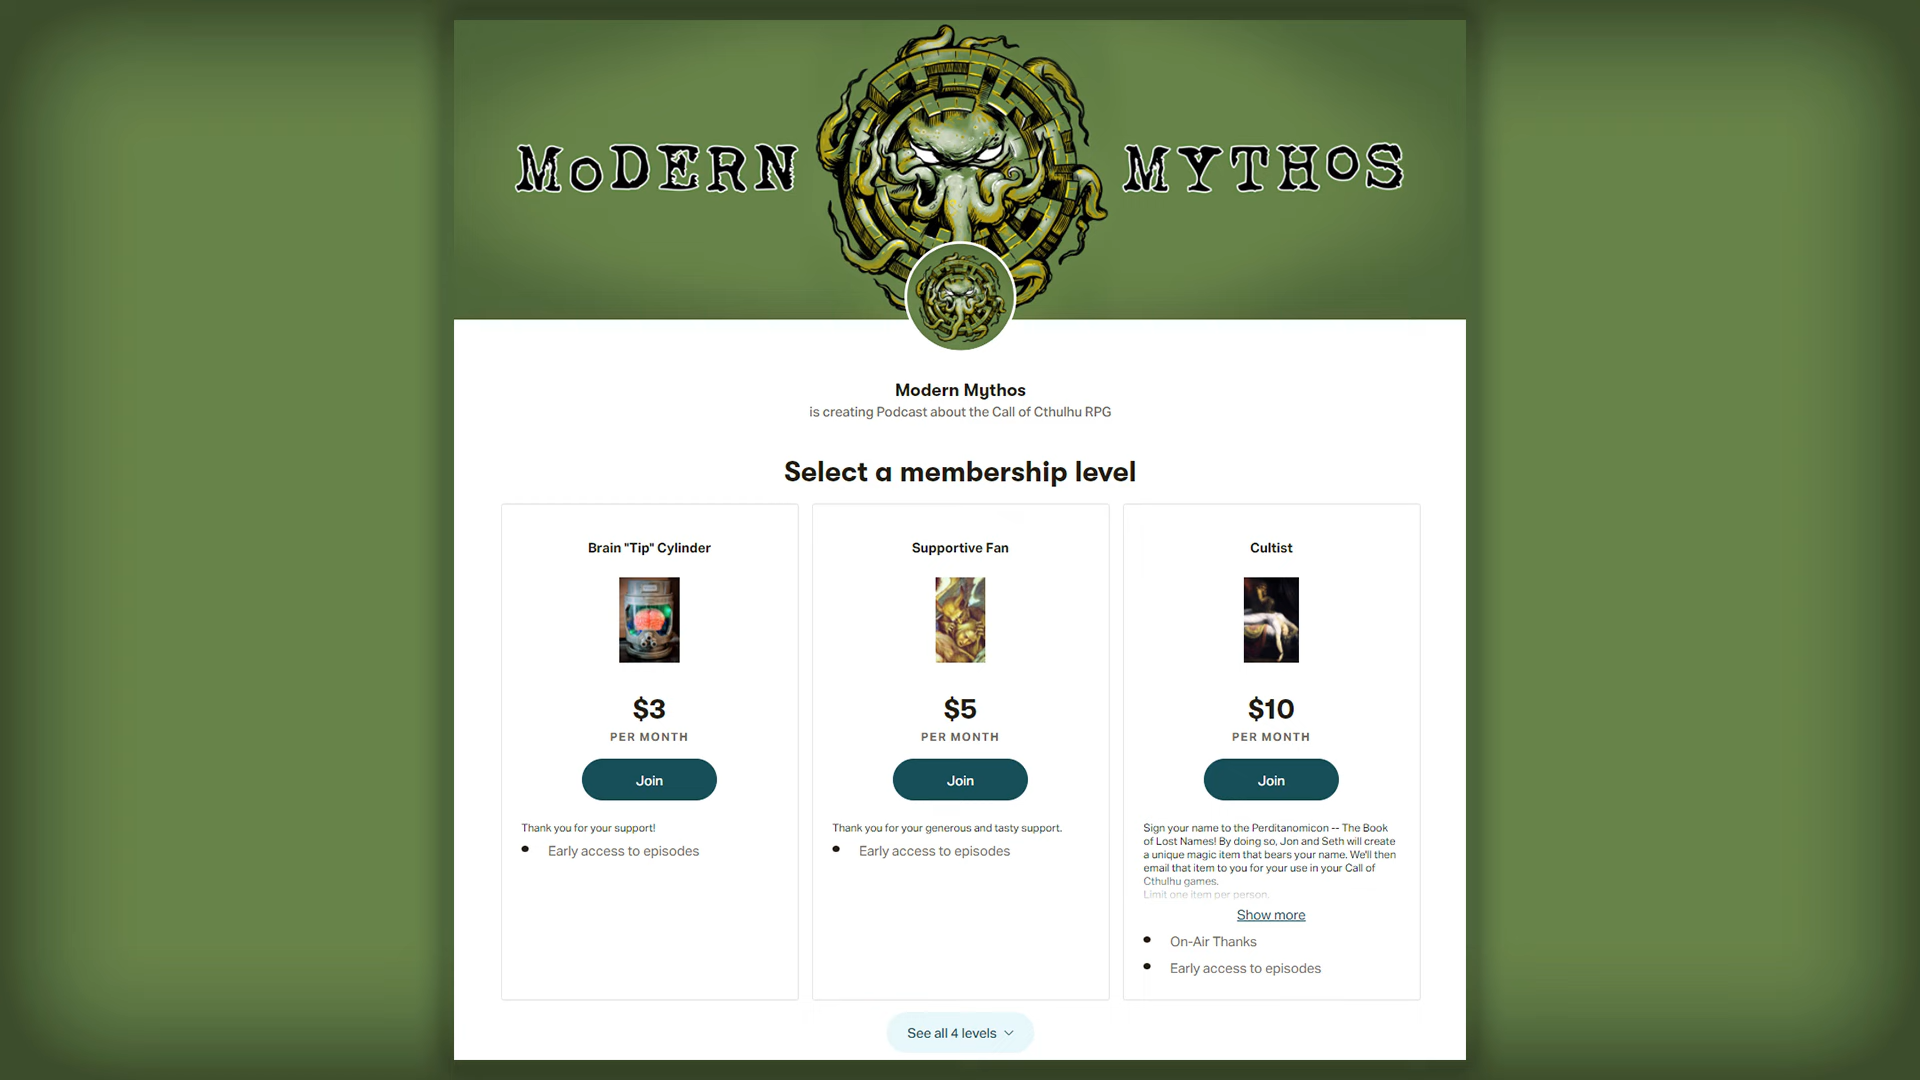 MODERN MYTHOS
Modern Mythos
is creating Podcast about the Call of Cthulhu RPG
Select a membership level
Brain "Tip" Cylinder
$3
PER MONTH
Join
Thank you for your support!
• Early access to episodes
Supportive Fan
$5
PER MONTH
Join
Thank you for your generous and tasty support.
• Early access to episodes
Cultist
$10
PER MONTH
Join
Sign your name to the Perditanomicon -- The Book
of Lost Names! By doing so, Jon and Seth will create
a unique magic item that bears your name. We'll then
email that item to you for your use in your Call of
Cthulhu games.
Limit one item per person.
Show more
• On-Air Thanks
• Early access to episodes
See all 4 levels